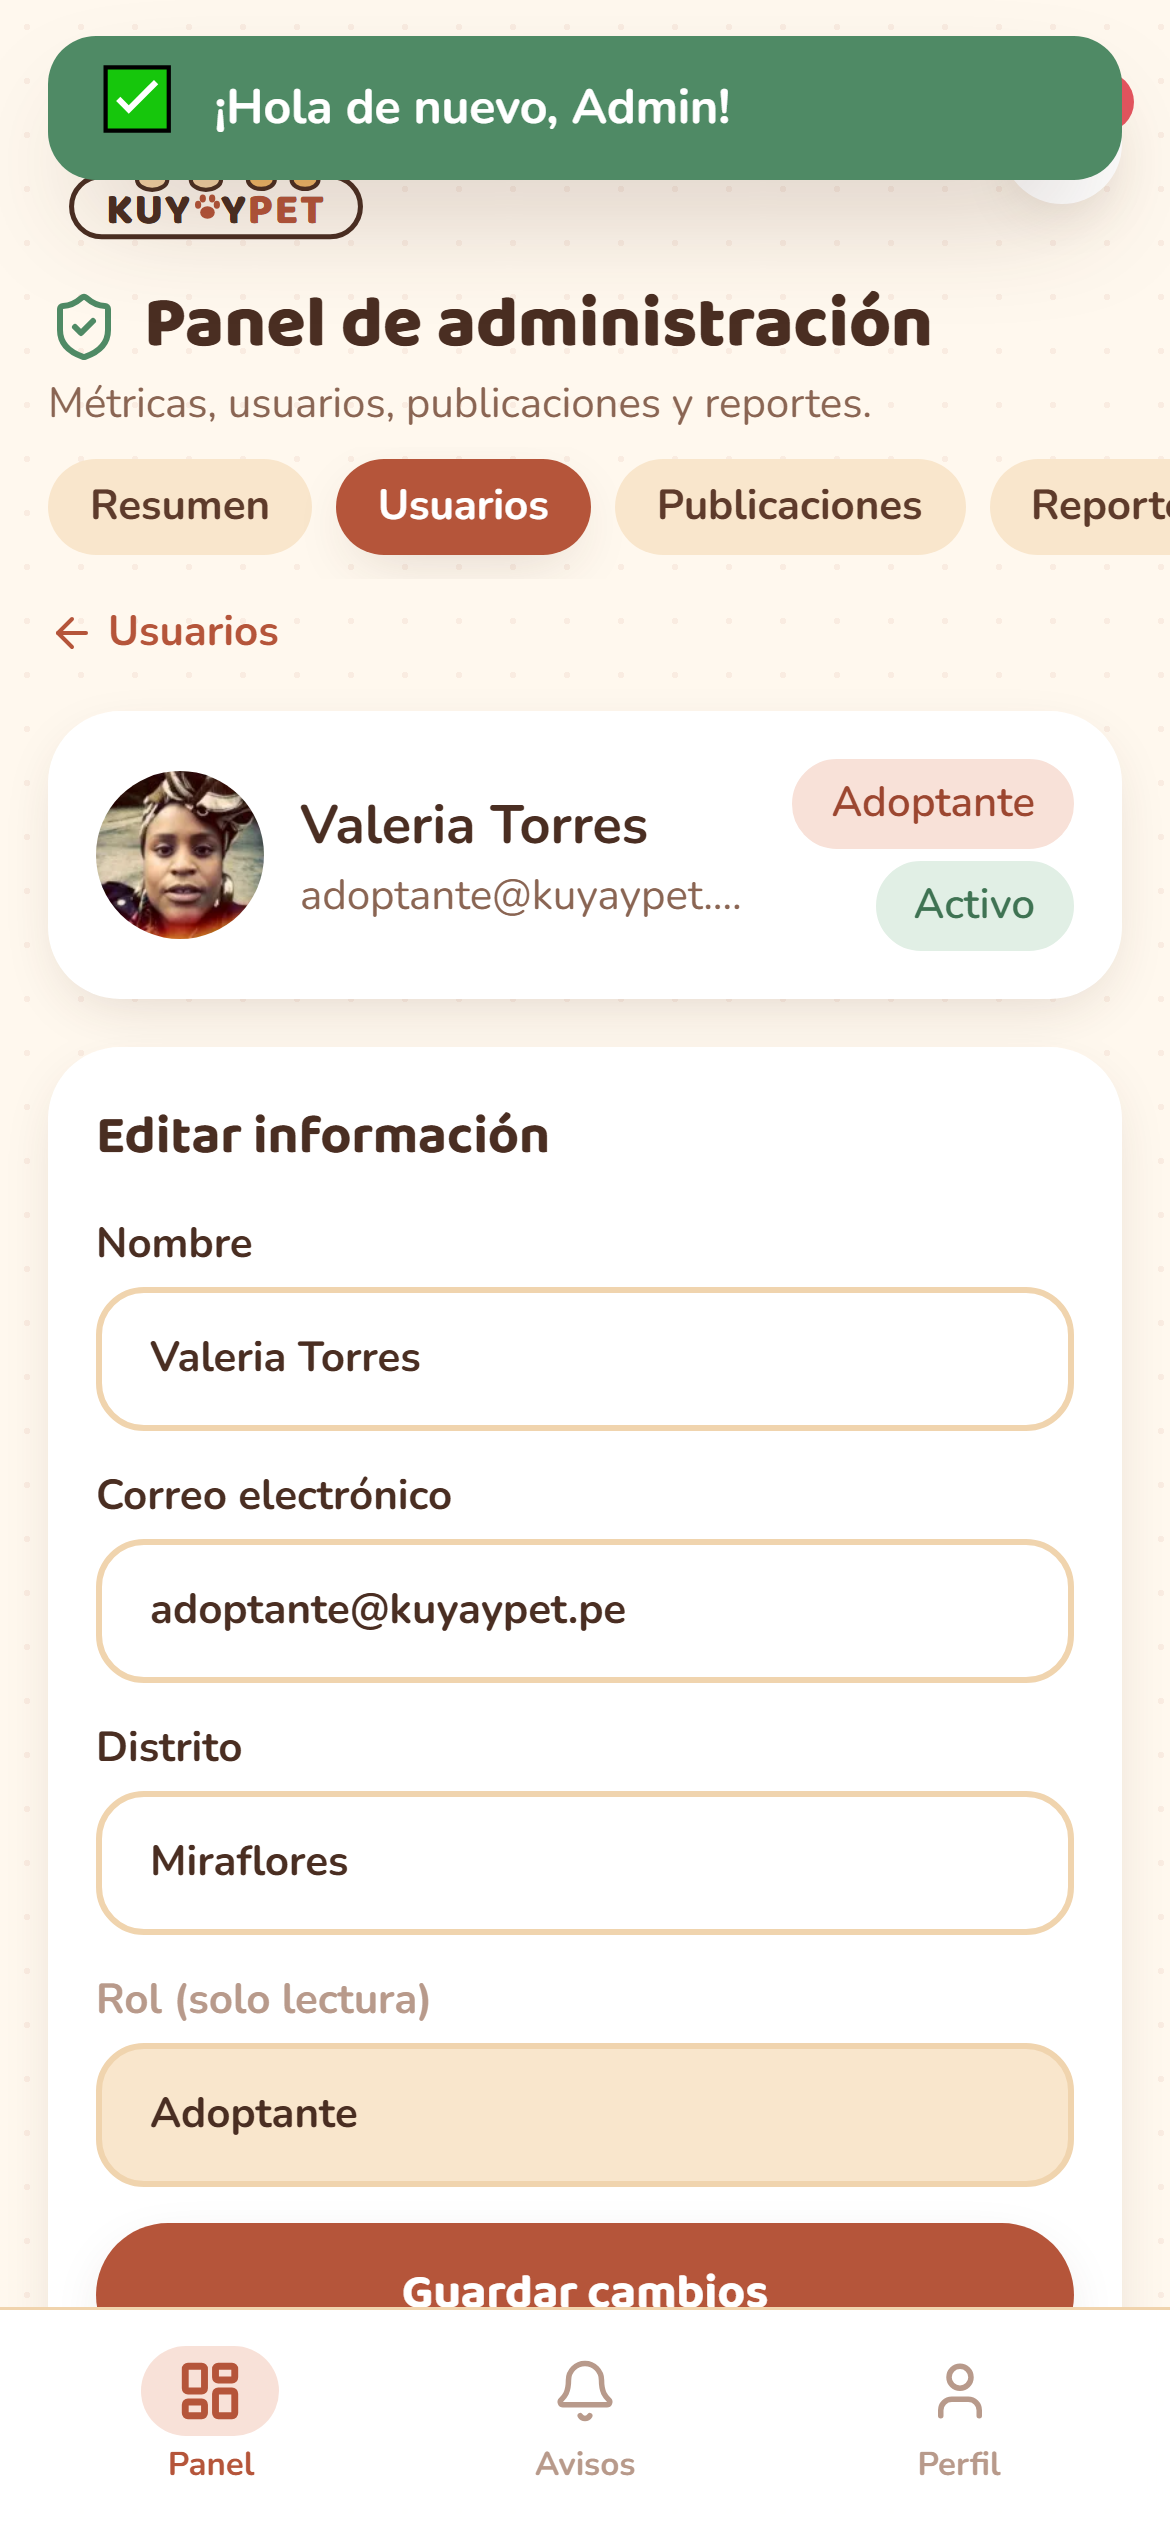 ¡Hola de nuevo, Admin!
KUYAYPET
Panel de administración
Métricas, usuarios, publicaciones y reportes.
Resumen
Usuarios
Publicaciones
Usuarios
Valeria Torres
adoptante@kuyaypet....
Adoptante
Activo
Editar información
Nombre
Valeria Torres
Correo electrónico
adoptante@kuyaypet.pe
Distrito
Miraflores
Rol (solo lectura)
Adoptante
Guardar cambios
Panel
Avisos
Perfil